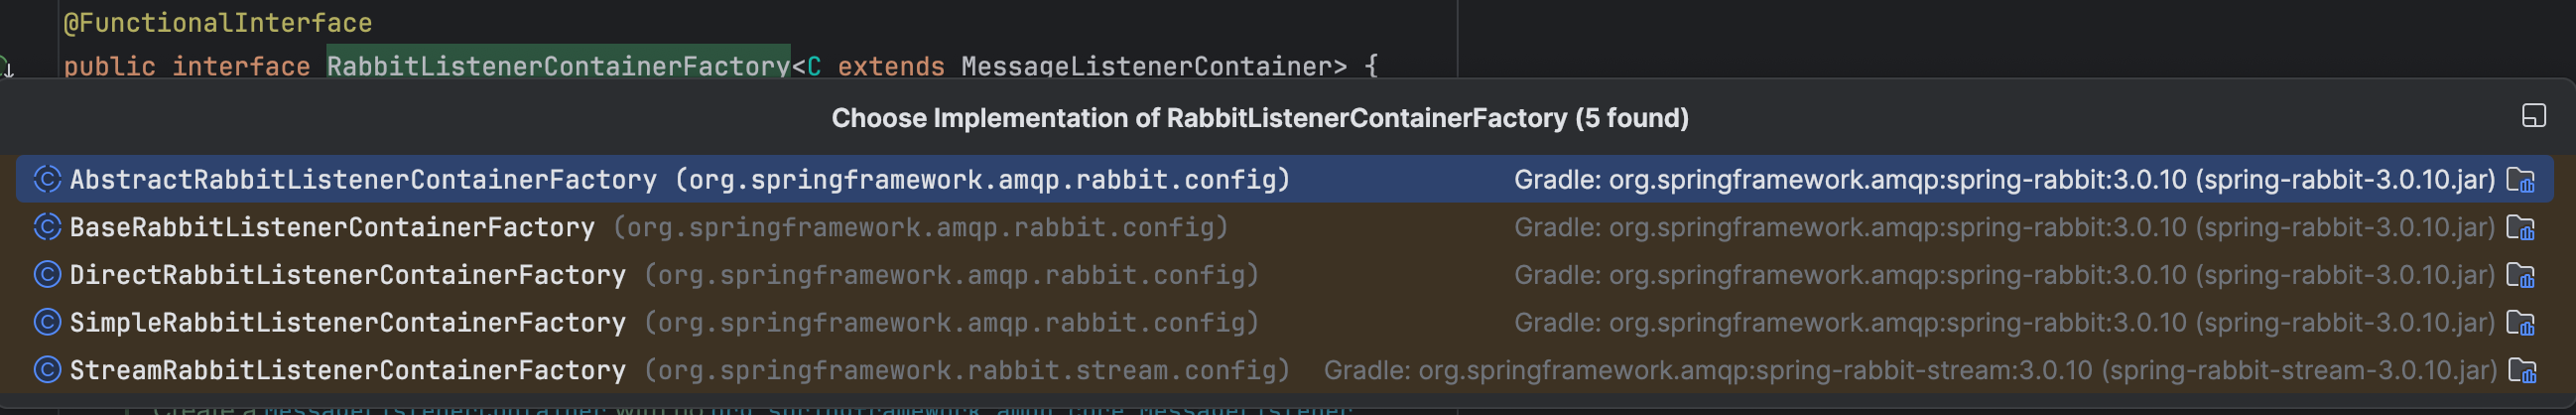 @FunctionalInterface
public interface RabbitListenerContainerFactory<C extends MessageListenerContainer> {
Choose Implementation of RabbitListenerContainerFactory (5 found)
AbstractRabbitListenerContainerFactory (org.springframework.amqp.rabbit.config) Gradle: org.springframework.amqp:spring-rabbit:3.0.10 (spring-rabbit-3.0.10.jar)
BaseRabbitListenerContainerFactory (org.springframework.amqp.rabbit.config) Gradle: org.springframework.amqp:spring-rabbit:3.0.10 (spring-rabbit-3.0.10.jar)
DirectRabbitListenerContainerFactory (org.springframework.amqp.rabbit.config) Gradle: org.springframework.amqp:spring-rabbit:3.0.10 (spring-rabbit-3.0.10.jar)
SimpleRabbitListenerContainerFactory (org.springframework.amqp.rabbit.config) Gradle: org.springframework.amqp:spring-rabbit:3.0.10 (spring-rabbit-3.0.10.jar)
StreamRabbitListenerContainerFactory (org.springframework.rabbit.stream.config) Gradle: org.springframework.amqp:spring-rabbit-stream:3.0.10 (spring-rabbit-stream-3.0.10.jar)